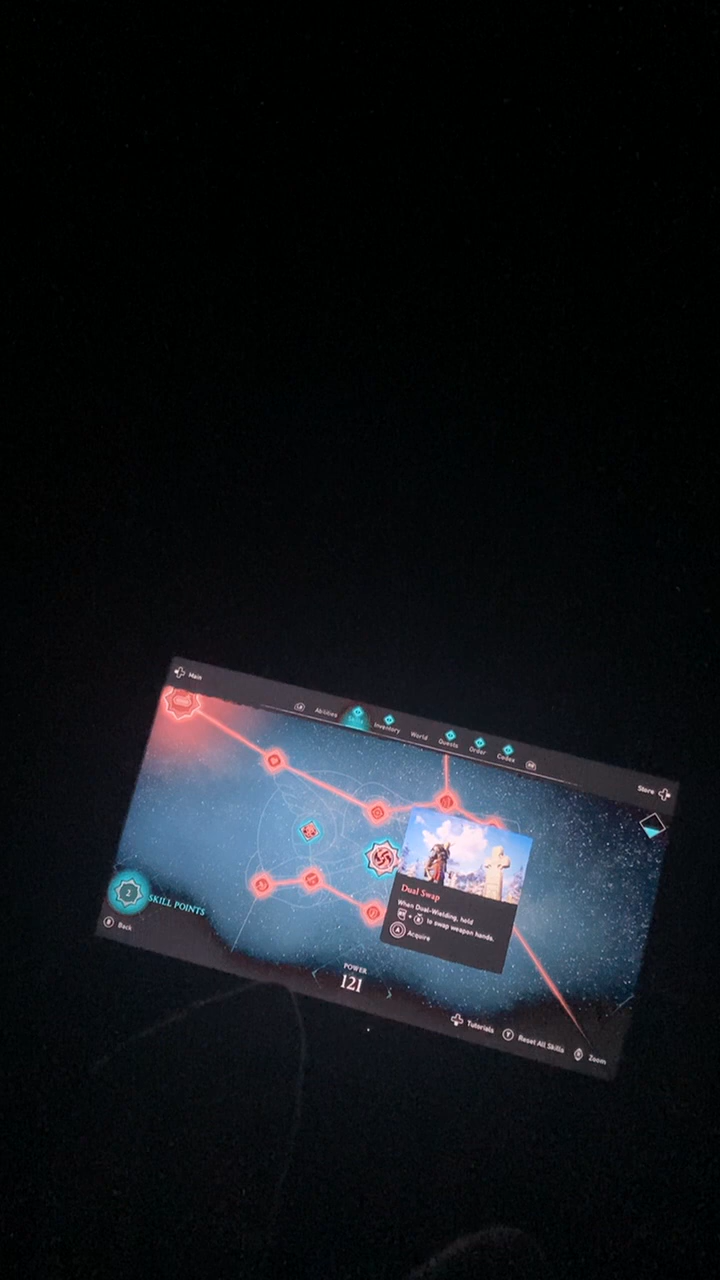 Main
Abilities
Inventory
World
Quests
Order
Codex
Store
Dual Swap
When Dual-Wielding, hold
+ to swap weapon hands.
A Acquire
2
SKILL POINTS
B Back
POWER
121
Tutorials
Y Reset All Skills
R Zoom